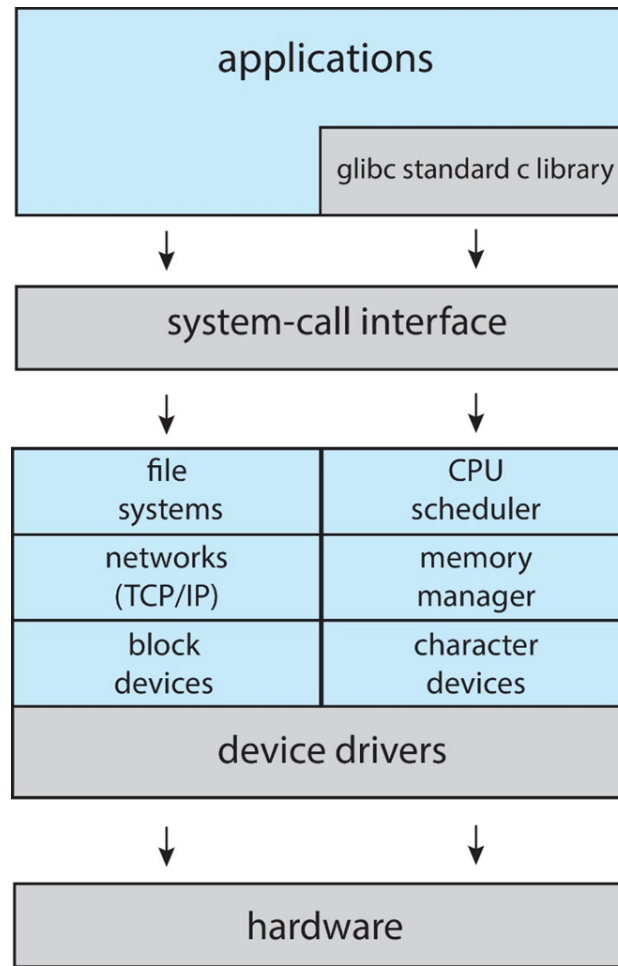 applications
glibc standard c library
system-call interface
file
systems
CPU
scheduler
networks
(TCP/IP)
memory
manager
block
devices
character
devices
device drivers
hardware